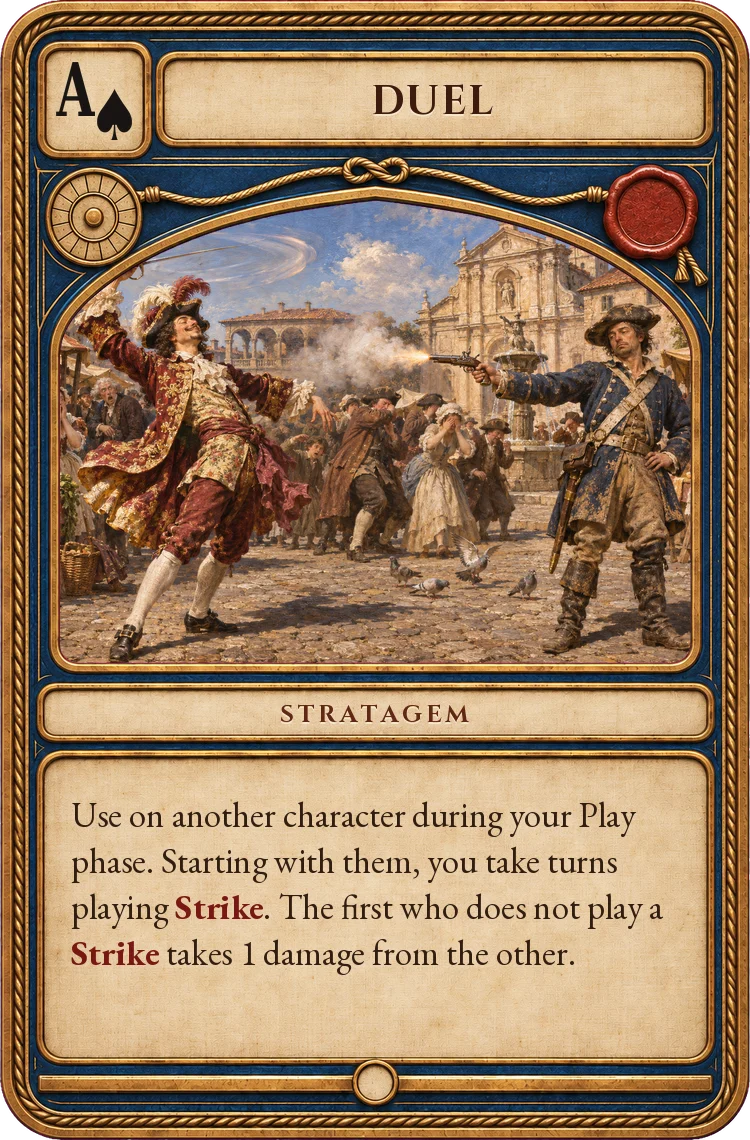 A♠
DUEL
STRATAGEM
Use on another character during your Play
phase. Starting with them, you take turns
playing Strike. The first who does not play a
Strike takes 1 damage from the other.